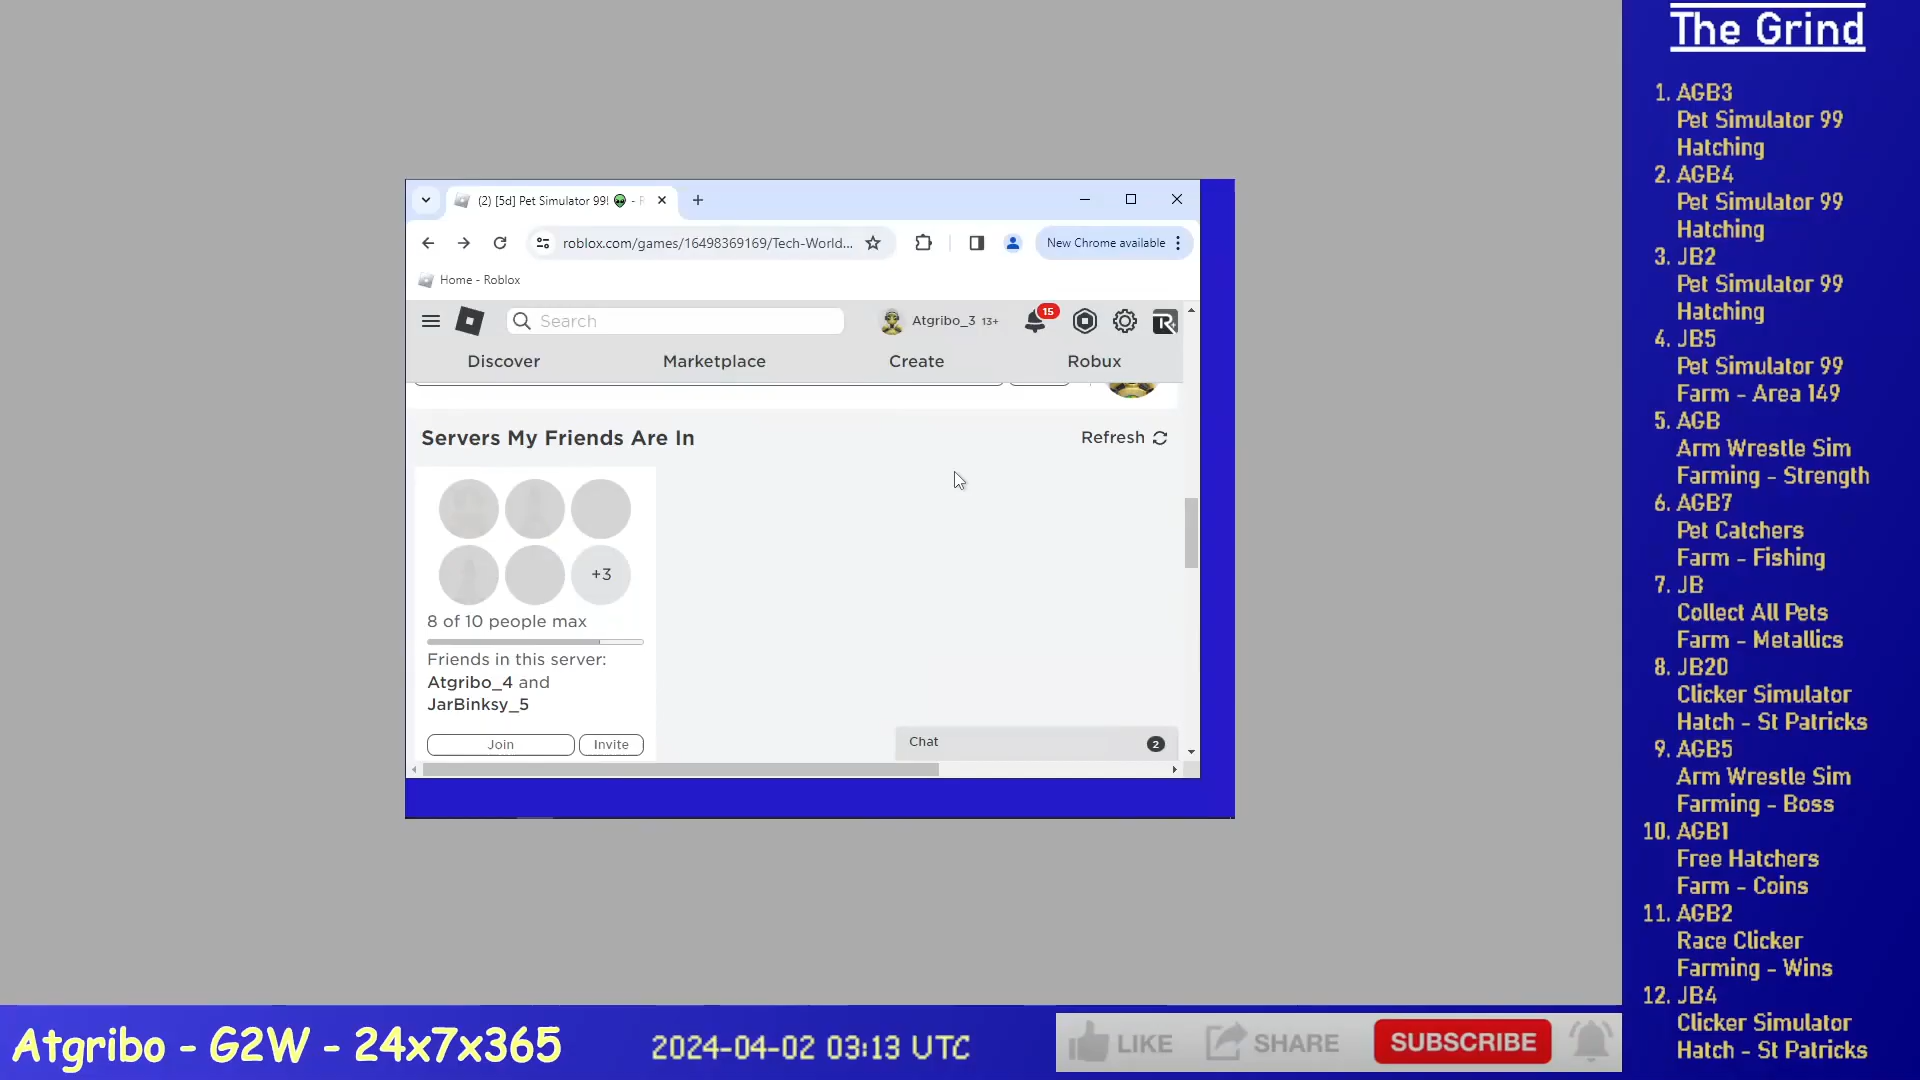 (2) [5d] Pet Simulator 99! 👽 - R
roblox.com/games/16498369169/Tech-World...
New Chrome available
Home - Roblox
Search
Atgribo_3 13+
15
Discover
Marketplace
Create
Robux
Servers My Friends Are In
Refresh
+3
8 of 10 people max
Friends in this server:
Atgribo_4 and
JarBinksy_5
Join
Invite
Chat
2
The Grind
1. AGB3
Pet Simulator 99
Hatching
2. AGB4
Pet Simulator 99
Hatching
3. JB2
Pet Simulator 99
Hatching
4. JB5
Pet Simulator 99
Farm - Area 149
5. AGB
Arm Wrestle Sim
Farming - Strength
6. AGB7
Pet Catchers
Farm - Fishing
7. JB
Collect All Pets
Farm - Metallics
8. JB20
Clicker Simulator
Hatch - St Patricks
9. AGB5
Arm Wrestle Sim
Farming - Boss
10. AGB1
Free Hatchers
Farm - Coins
11. AGB2
Race Clicker
Farming - Wins
12. JB4
Clicker Simulator
Hatch - St Patricks
Atgribo - G2W - 24x7x365
2024-04-02 03:13 UTC
LIKE
SHARE
SUBSCRIBE